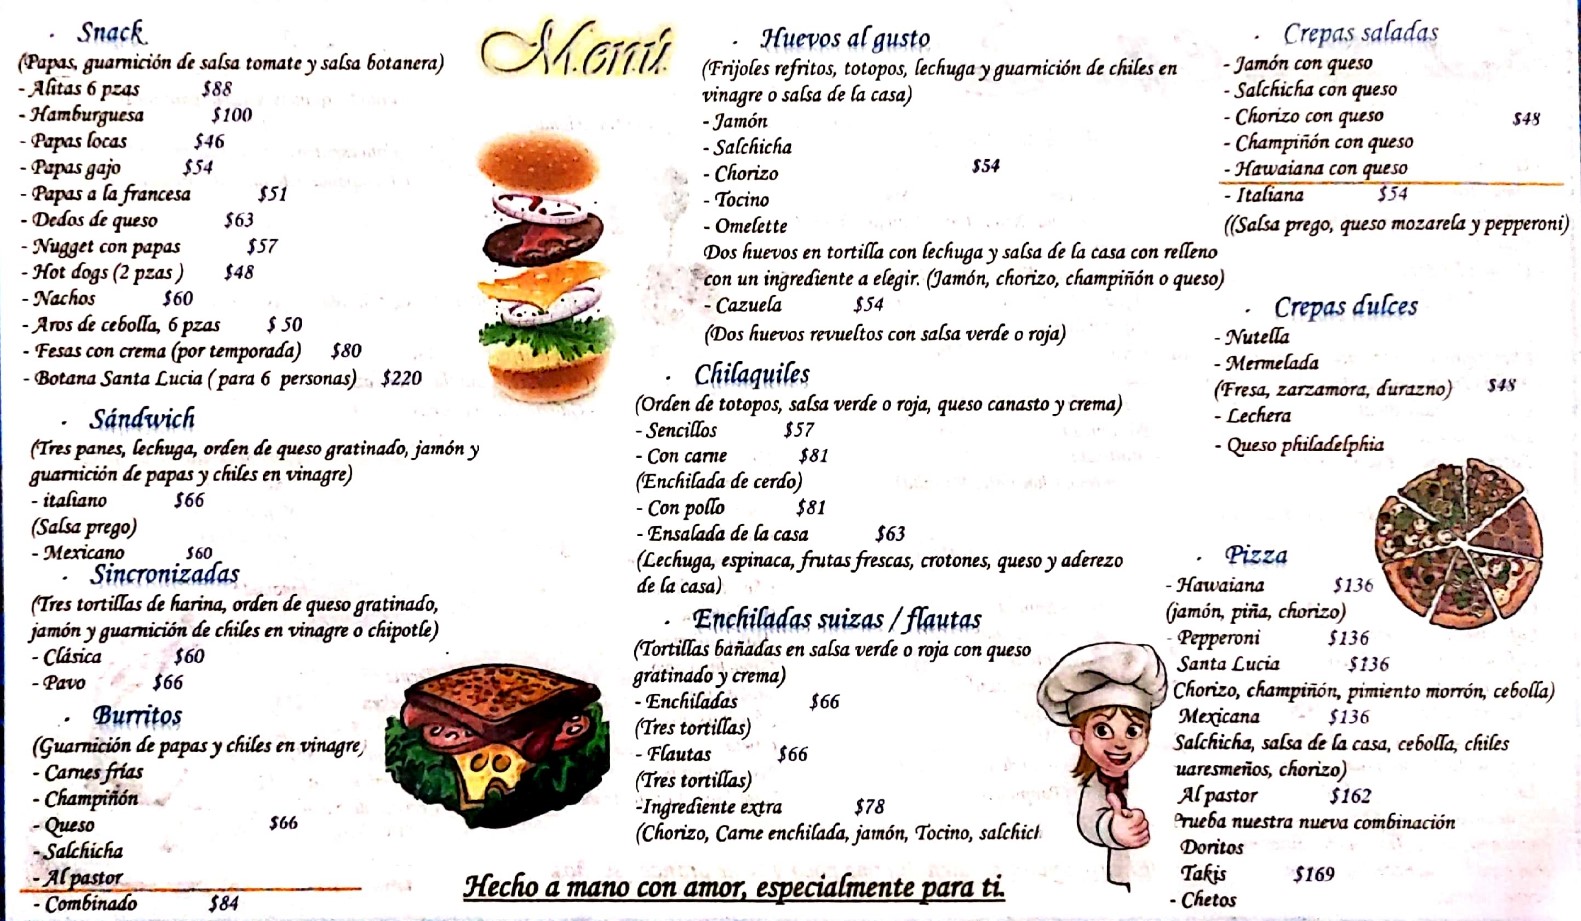 · Snack
(Papas, guarnición de salsa tomate y salsa botanera)
- Alitas 6 pzas $88
- Hamburguesa $100
- Papas locas $46
- Papas gajo $54
- Papas a la francesa $51
- Dedos de queso $63
- Nugget con papas $57
- Hot dogs (2 pzas ) $48
- Nachos $60
- Aros de cebolla, 6 pzas $ 50
- Fesas con crema (por temporada) $80
- Botana Santa Lucia ( para 6 personas) $220
· Sándwich
(Tres panes, lechuga, orden de queso gratinado, jamón y
guarnición de papas y chiles en vinagre)
- italiano $66
(Salsa prego)
- Mexicano $60
· Sincronizadas
(Tres tortillas de harina, orden de queso gratinado,
jamón y guarnición de chiles en vinagre o chipotle)
- Clásica $60
- Pavo $66
· Burritos
(Guarnición de papas y chiles en vinagre)
- Carnes frías
- Champiñón
- Queso $66
- Salchicha
- Al pastor
- Combinado $84
Menú
· Huevos al gusto
(Frijoles refritos, totopos, lechuga y guarnición de chiles en
vinagre o salsa de la casa)
- Jamón
- Salchicha
- Chorizo $54
- Tocino
- Omelette
Dos huevos en tortilla con lechuga y salsa de la casa con relleno
con un ingrediente a elegir. (Jamón, chorizo, champiñón o queso)
- Cazuela $54
(Dos huevos revueltos con salsa verde o roja)
· Chilaquiles
(Orden de totopos, salsa verde o roja, queso canasto y crema)
- Sencillos $57
- Con carne $81
(Enchilada de cerdo)
- Con pollo $81
- Ensalada de la casa $63
(Lechuga, espinaca, frutas frescas, crotones, queso y aderezo
de la casa)
· Enchiladas suizas / flautas
(Tortillas bañadas en salsa verde o roja con queso
gratinado y crema)
- Enchiladas $66
(Tres tortillas)
- Flautas $66
(Tres tortillas)
-Ingrediente extra $78
(Chorizo, Carne enchilada, jamón, Tocino, salchich
Hecho a mano con amor, especialmente para ti.
· Crepas saladas
- Jamón con queso
- Salchicha con queso
- Chorizo con queso $48
- Champiñón con queso
- Hawaiana con queso
- Italiana $54
((Salsa prego, queso mozarela y pepperoni)
· Crepas dulces
- Nutella
- Mermelada
(Fresa, zarzamora, durazno) $48
- Lechera
- Queso philadelphia
· Pizza
- Hawaiana $136
(jamón, piña, chorizo)
- Pepperoni $136
Santa Lucia $136
Chorizo, champiñón, pimiento morrón, cebolla)
Mexicana - $136
Salchicha, salsa de la casa, cebolla, chiles
uaresmeños, chorizo)
Al pastor $162
Prueba nuestra nueva combinación
Doritos
Takis $169
- Chetos